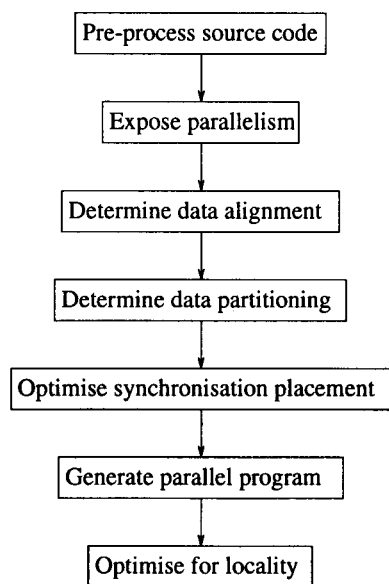 Pre-process source code
Expose parallelism
Determine data alignment
Determine data partitioning
Optimise synchronisation placement
Generate parallel program
Optimise for locality